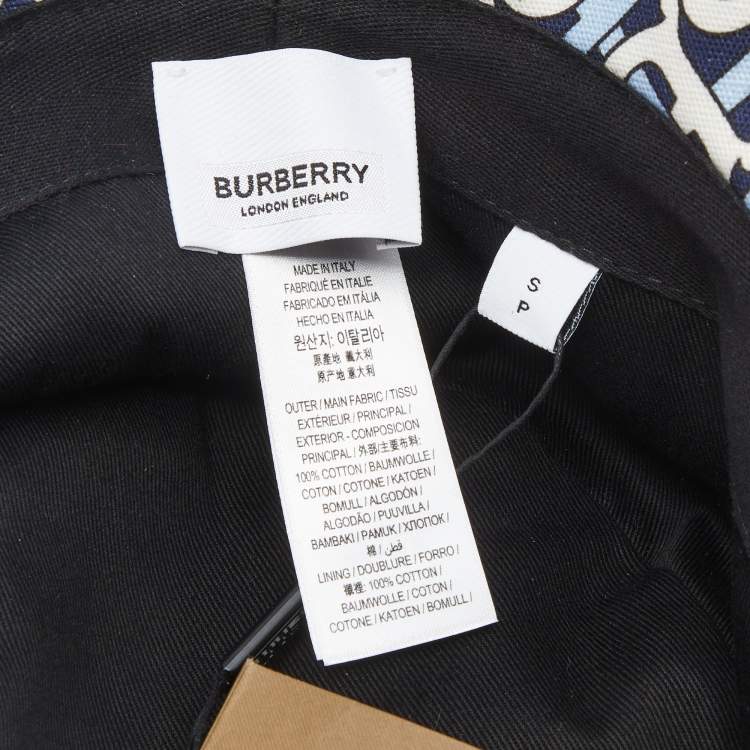 BURBERRY
LONDON ENGLAND
MADE IN ITALY
FABRIQUÉ EN ITALIE
FABRICADO EM ITÁLIA
HECHO EN ITALIA
원산지: 이탈리아
原產地 義大利
原产地 意大利
OUTER / MAIN FABRIC / TISSU
EXTÉRIEUR / PRINCIPAL /
EXTERIOR - COMPOSICION
PRINCIPAL / 外部/主要布料:
100% COTTON / BAUMWOLLE /
COTON / COTONE / KATOEN /
BOMULL / ALGODÓN /
ALGODÃO / PUUVILLA /
BAMBAKI / PAMUK / ХЛОПОК /
棉 / قطن
LINING / DOUBLURE / FORRO /
襯裡: 100% COTTON /
BAUMWOLLE / COTON /
COTONE / KATOEN / BOMULL /
S
P